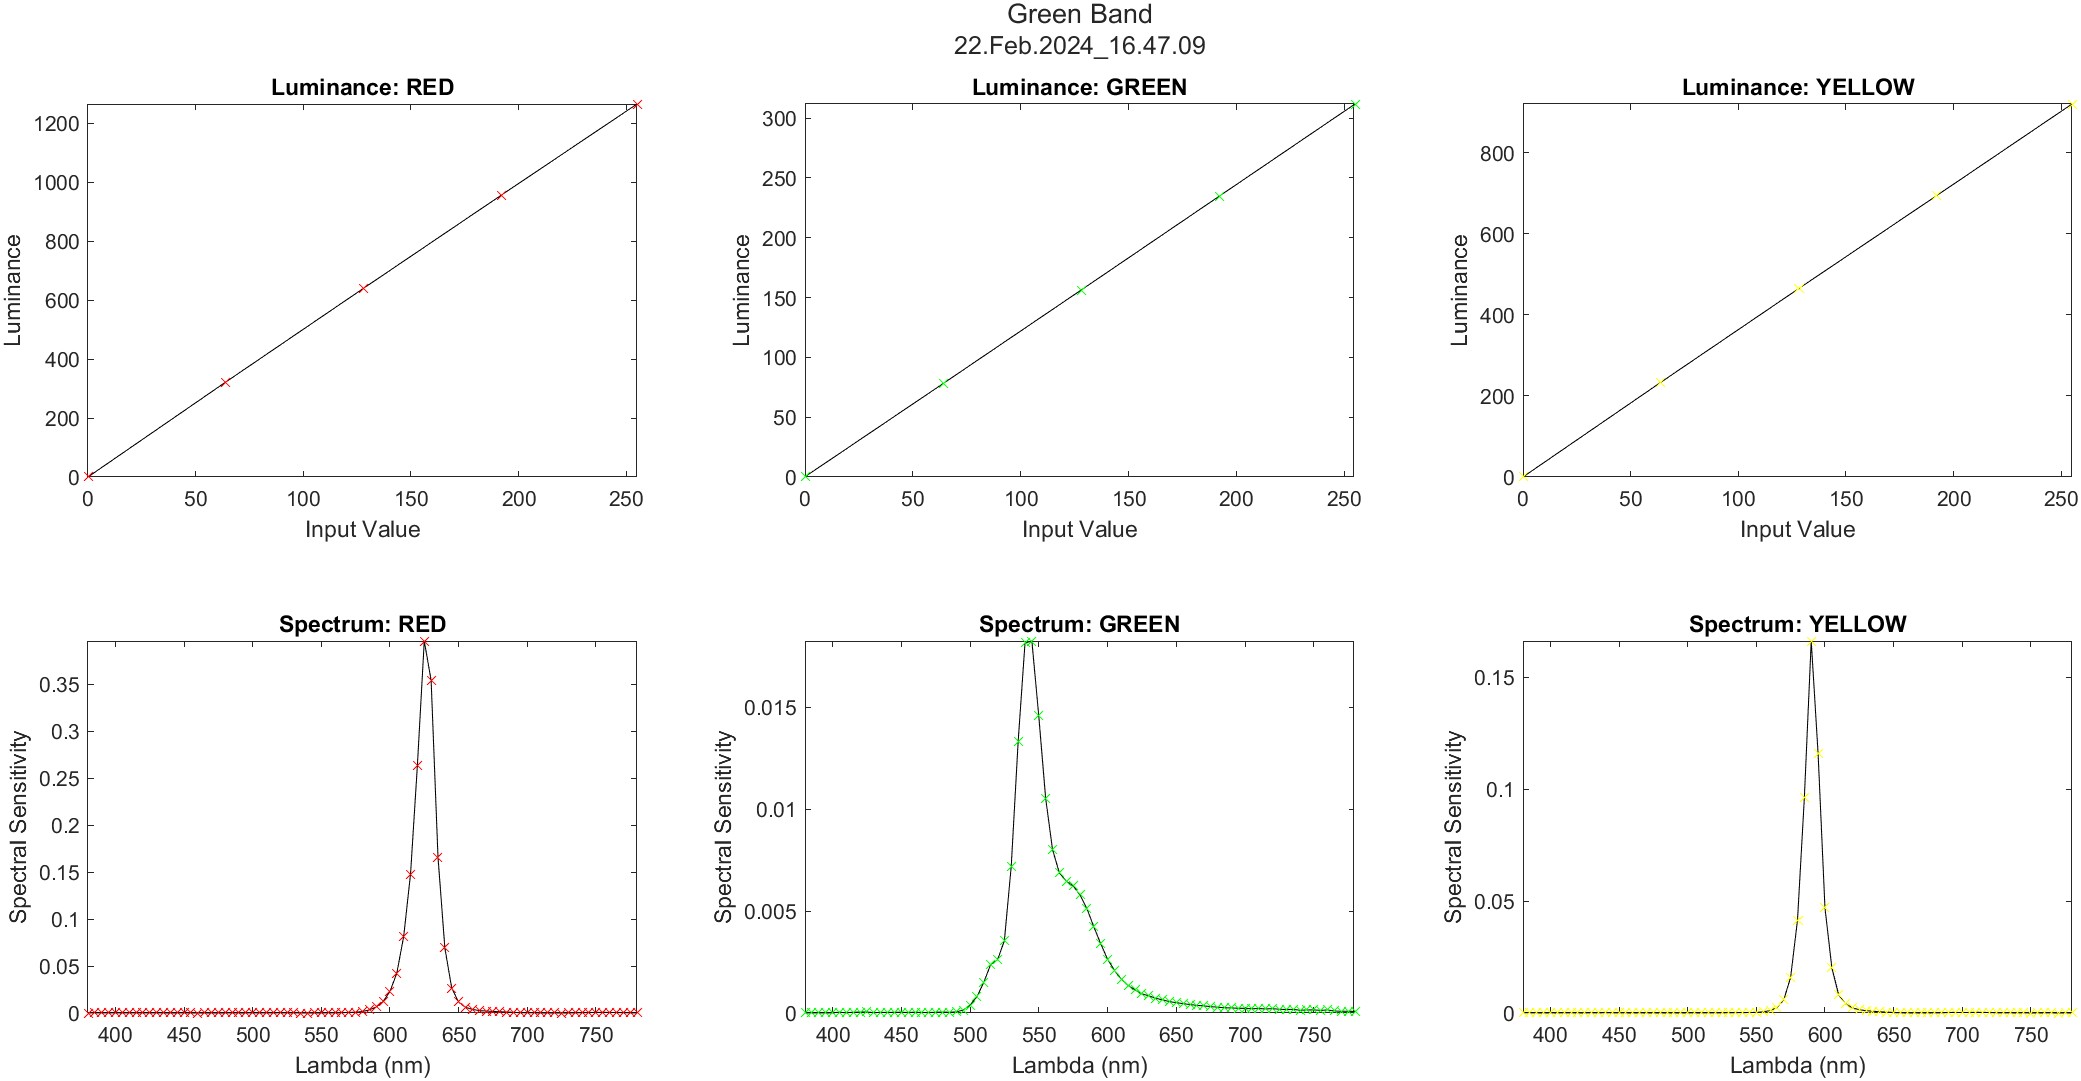 Green Band
22.Feb.2024_16.47.09
Luminance: RED
1200
1000
800
600
400
200
0
Luminance
0 50 100 150 200 250
Input Value
Luminance: GREEN
300
250
200
150
100
50
0
Luminance
0 50 100 150 200 250
Input Value
Luminance: YELLOW
800
600
400
200
0
Luminance
0 50 100 150 200 250
Input Value
Spectrum: RED
0.35
0.3
0.25
0.2
0.15
0.1
0.05
0
Spectral Sensitivity
400 450 500 550 600 650 700 750
Lambda (nm)
Spectrum: GREEN
0.015
0.01
0.005
0
Spectral Sensitivity
400 450 500 550 600 650 700 750
Lambda (nm)
Spectrum: YELLOW
0.15
0.1
0.05
0
Spectral Sensitivity
400 450 500 550 600 650 700 750
Lambda (nm)